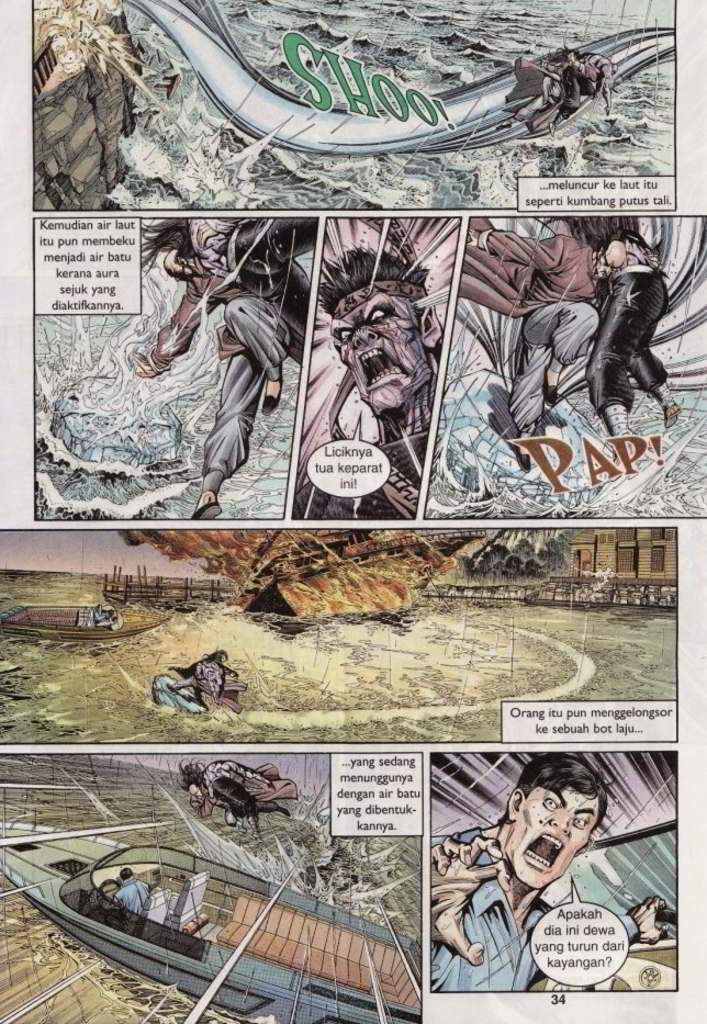 SHOO!
...meluncur ke laut itu
seperti kumbang putus tali.
Kemudian air laut
itu pun membeku
menjadi air batu
kerana aura
sejuk yang
diaktifkannya.
Liciknya
tua keparat
ini!
PAP!
Orang itu pun menggelongsor
ke sebuah bot laju...
...yang sedang
menunggunya
dengan air batu
yang dibentuk-
kannya.
Apakah
dia ini dewa
yang turun dari
kayangan?
34